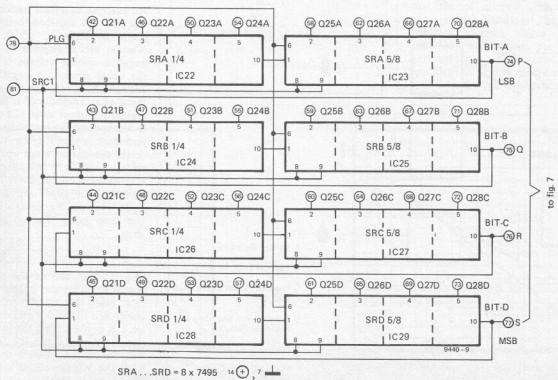 42 Q21A 46 Q22A 50 Q23A 54 Q24A 58 Q25A 62 Q26A 66 Q27A 70 Q28A
78 PLG 6 2 3 4 5 6 2 3 4 5 BIT-A
1 SRA 1/4 10 1 SRA 5/8 10 74 P
81 SRC1 8 9 IC22 8 9 IC23 LSB
43 Q21B 47 Q22B 51 Q23B 55 Q24B 59 Q25B 63 Q26B 67 Q27B 71 Q28B
6 2 3 4 5 6 2 3 4 5 BIT-B
1 SRB 1/4 10 1 SRB 5/8 10 75 Q
8 9 IC24 8 9 IC25
to fig. 7
44 Q21C 48 Q22C 52 Q23C 56 Q24C 60 Q25C 64 Q26C 68 Q27C 72 Q28C
6 2 3 4 5 6 2 3 4 5 BIT-C
1 SRC 1/4 10 1 SRC 5/8 10 76 R
8 9 IC26 8 9 IC27
45 Q21D 49 Q22D 53 Q23D 57 Q24D 61 Q25D 65 Q26D 69 Q27D 73 Q28D
6 2 3 4 5 6 2 3 4 5 BIT-D
1 SRD 1/4 10 1 SRD 5/8 10 77 S
8 9 IC28 8 9 IC29 MSB
9440-9
SRA ... SRD = 8 x 7495 14 + , 7